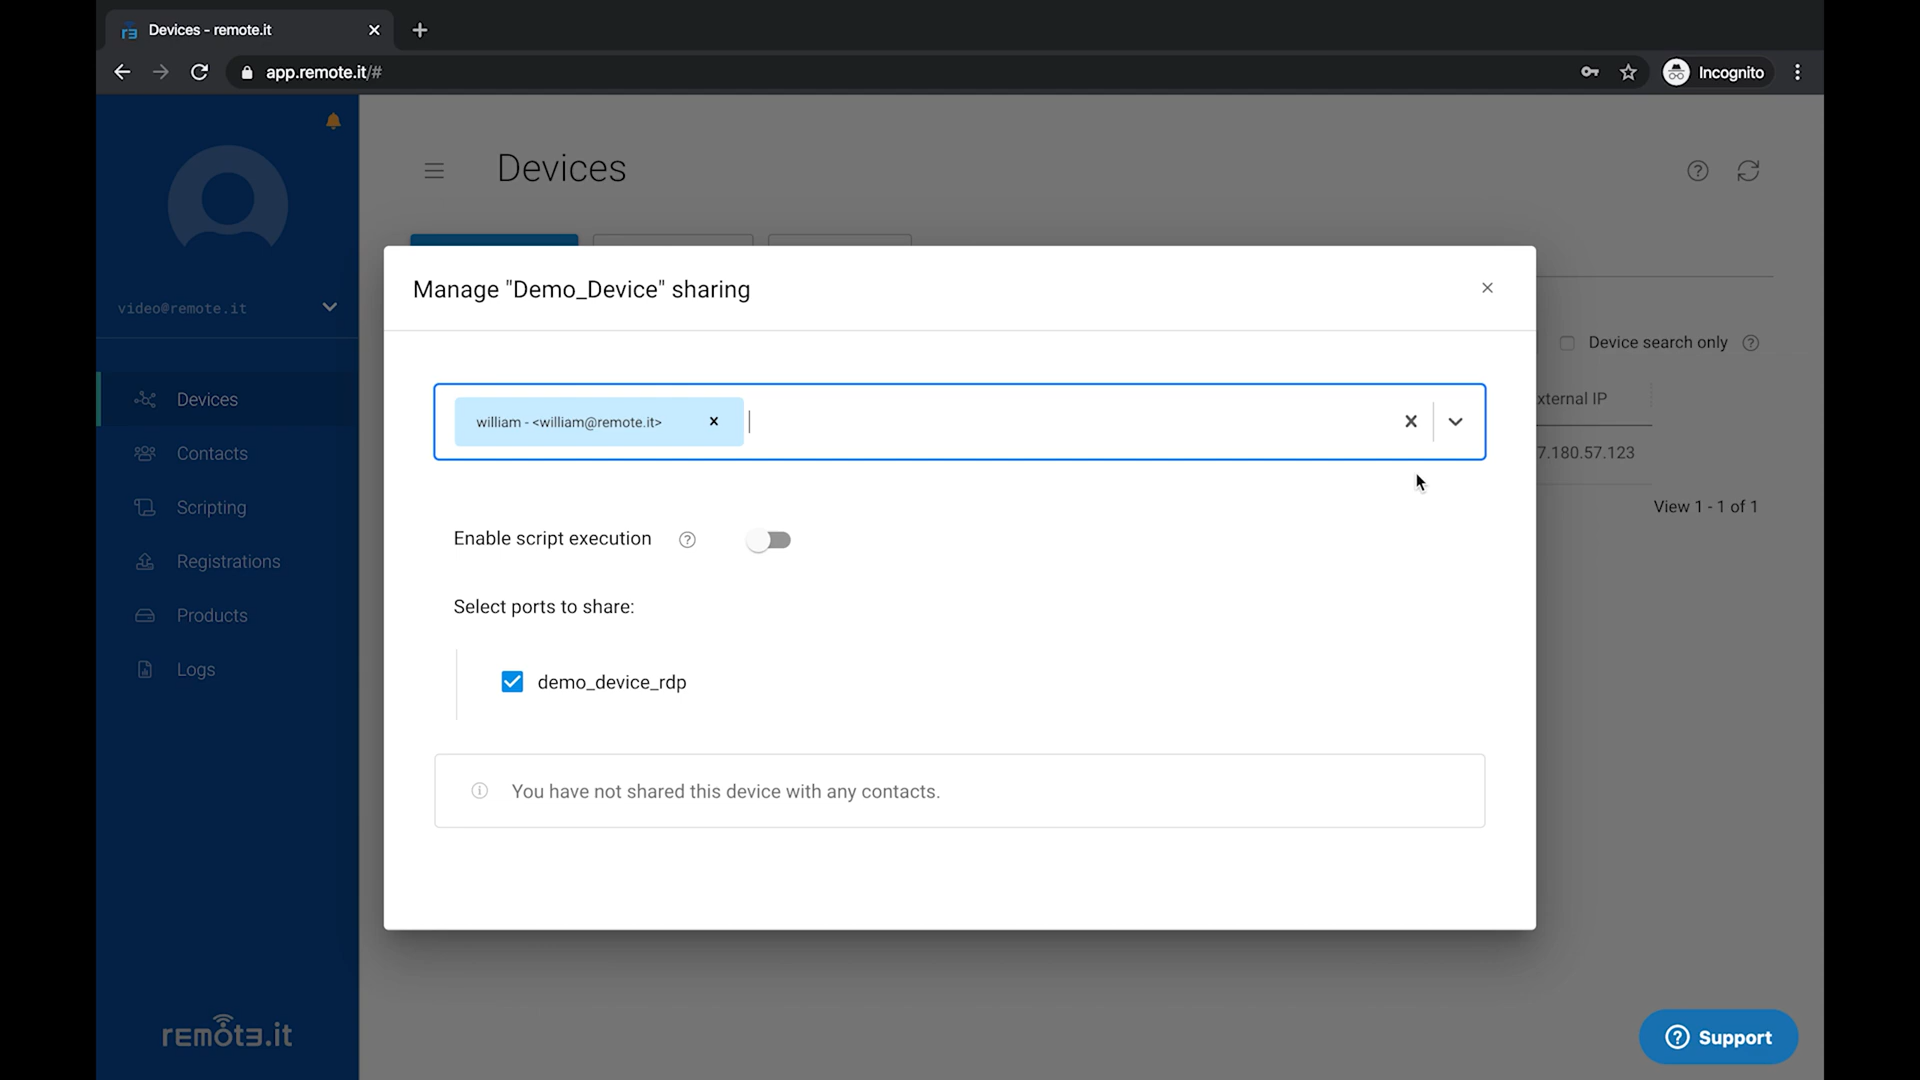 Devices - remote.it
app.remote.it/#
Incognito
Devices
video@remote.it
Manage "Demo_Device" sharing
Device search only
Devices
william - <william@remote.it>
xternal IP
Contacts
7.180.57.123
Scripting
View 1 - 1 of 1
Enable script execution
Registrations
Select ports to share:
Products
Logs
demo_device_rdp
You have not shared this device with any contacts.
remote.it
Support